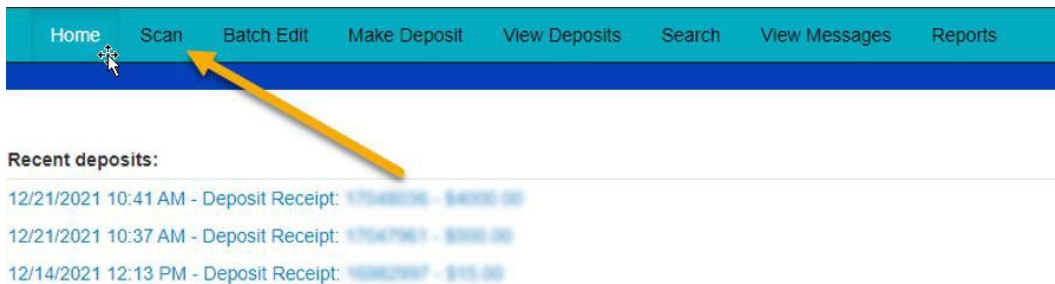 Home Scan Batch Edit Make Deposit View Deposits Search View Messages Reports
Recent deposits:
12/21/2021 10:41 AM - Deposit Receipt:
12/21/2021 10:37 AM - Deposit Receipt:
12/14/2021 12:13 PM - Deposit Receipt: